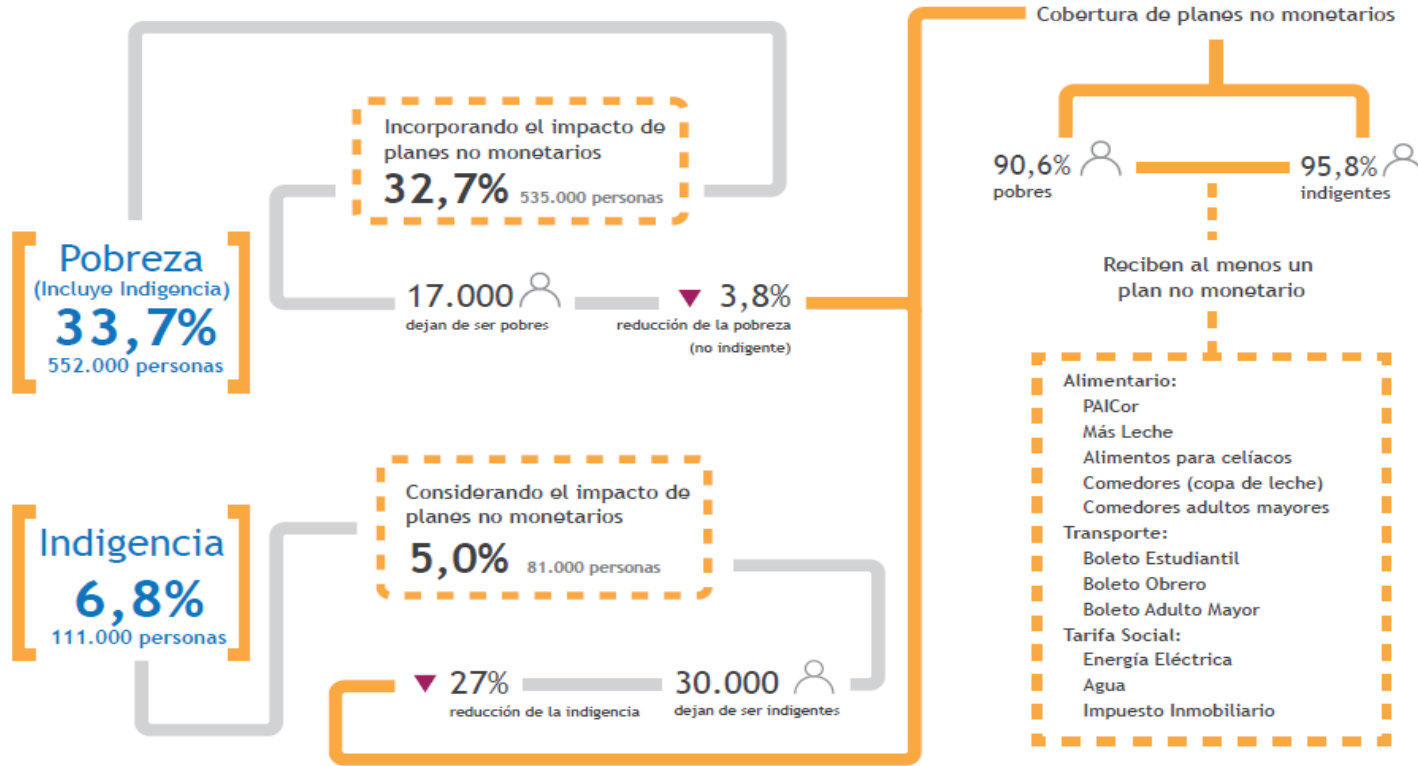 Pobreza
(Incluye Indigencia)
33,7%
552.000 personas
Incorporando el impacto de
planes no monetarios
32,7% 535.000 personas
17.000
dejan de ser pobres
▼ 3,8%
reducción de la pobreza
(no indigente)
Indigencia
6,8%
111.000 personas
Considerando el impacto de
planes no monetarios
5,0% 81.000 personas
▼ 27%
reducción de la indigencia
30.000
dejan de ser indigentes
Cobertura de planes no monetarios
90,6%
pobres
95,8%
indigentes
Reciben al menos un
plan no monetario
Alimentario:
PAICor
Más Leche
Alimentos para celíacos
Comedores (copa de leche)
Comedores adultos mayores
Transporte:
Boleto Estudiantil
Boleto Obrero
Boleto Adulto Mayor
Tarifa Social:
Energía Eléctrica
Agua
Impuesto Inmobiliario